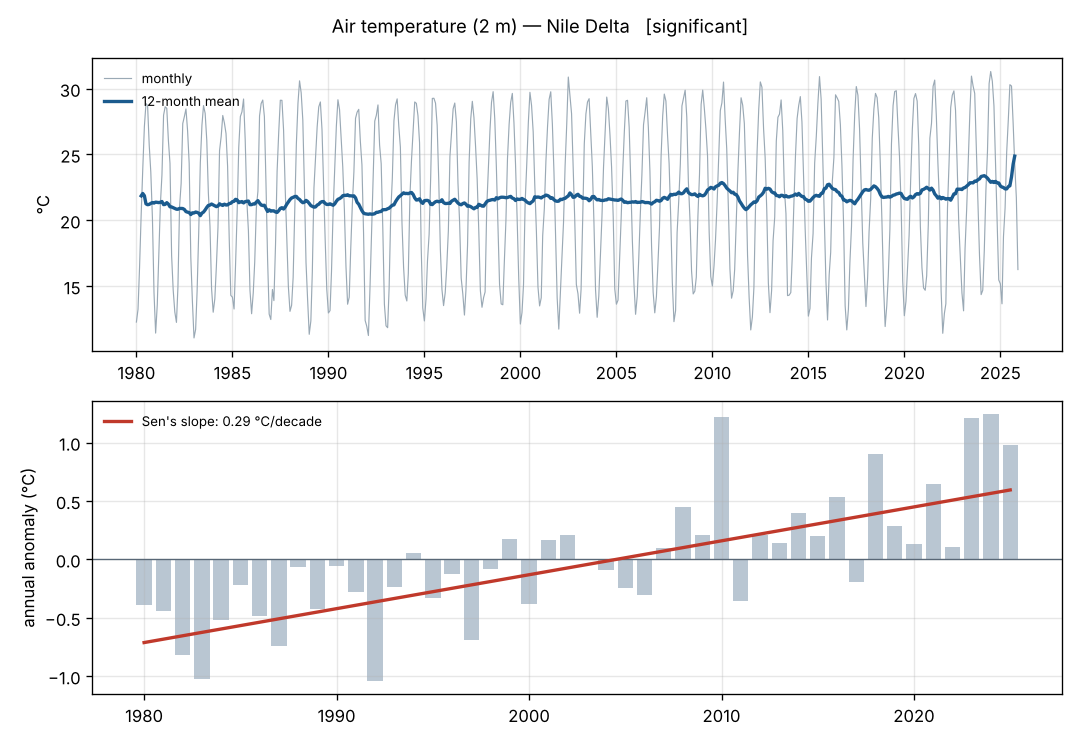 Air temperature (2 m) — Nile Delta [significant]
monthly
12-month mean
°C
30
25
20
15
1980 1985 1990 1995 2000 2005 2010 2015 2020 2025
Sen's slope: 0.29 °C/decade
annual anomaly (°C)
1.0
0.5
0.0
−0.5
−1.0
1980 1990 2000 2010 2020